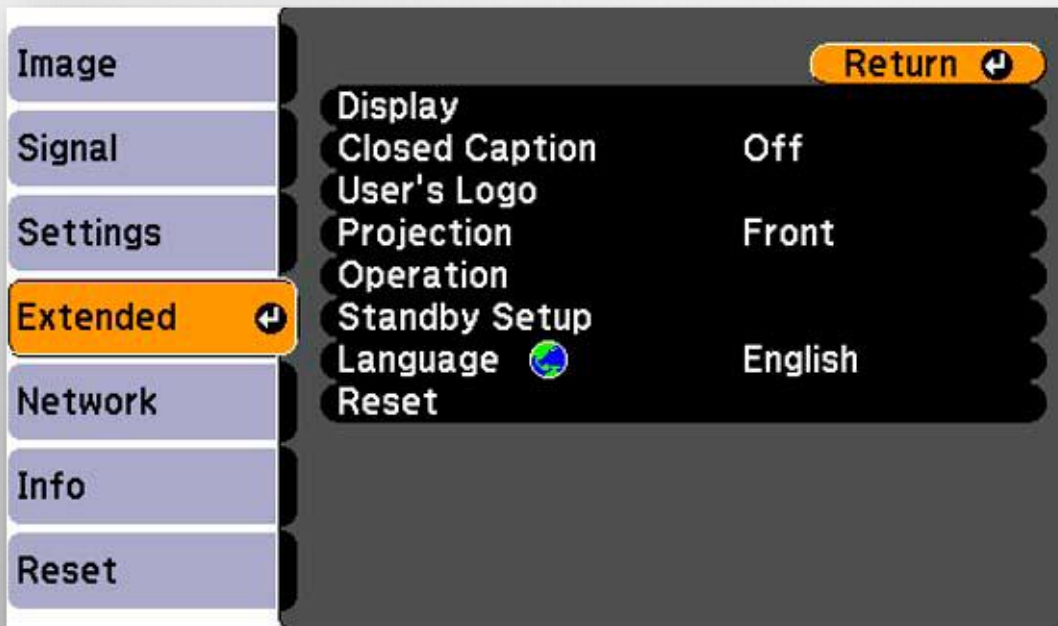 Image
Signal
Settings
Extended
Network
Info
Reset
Return
Display
Closed Caption Off
User's Logo
Projection Front
Operation
Standby Setup
Language English
Reset